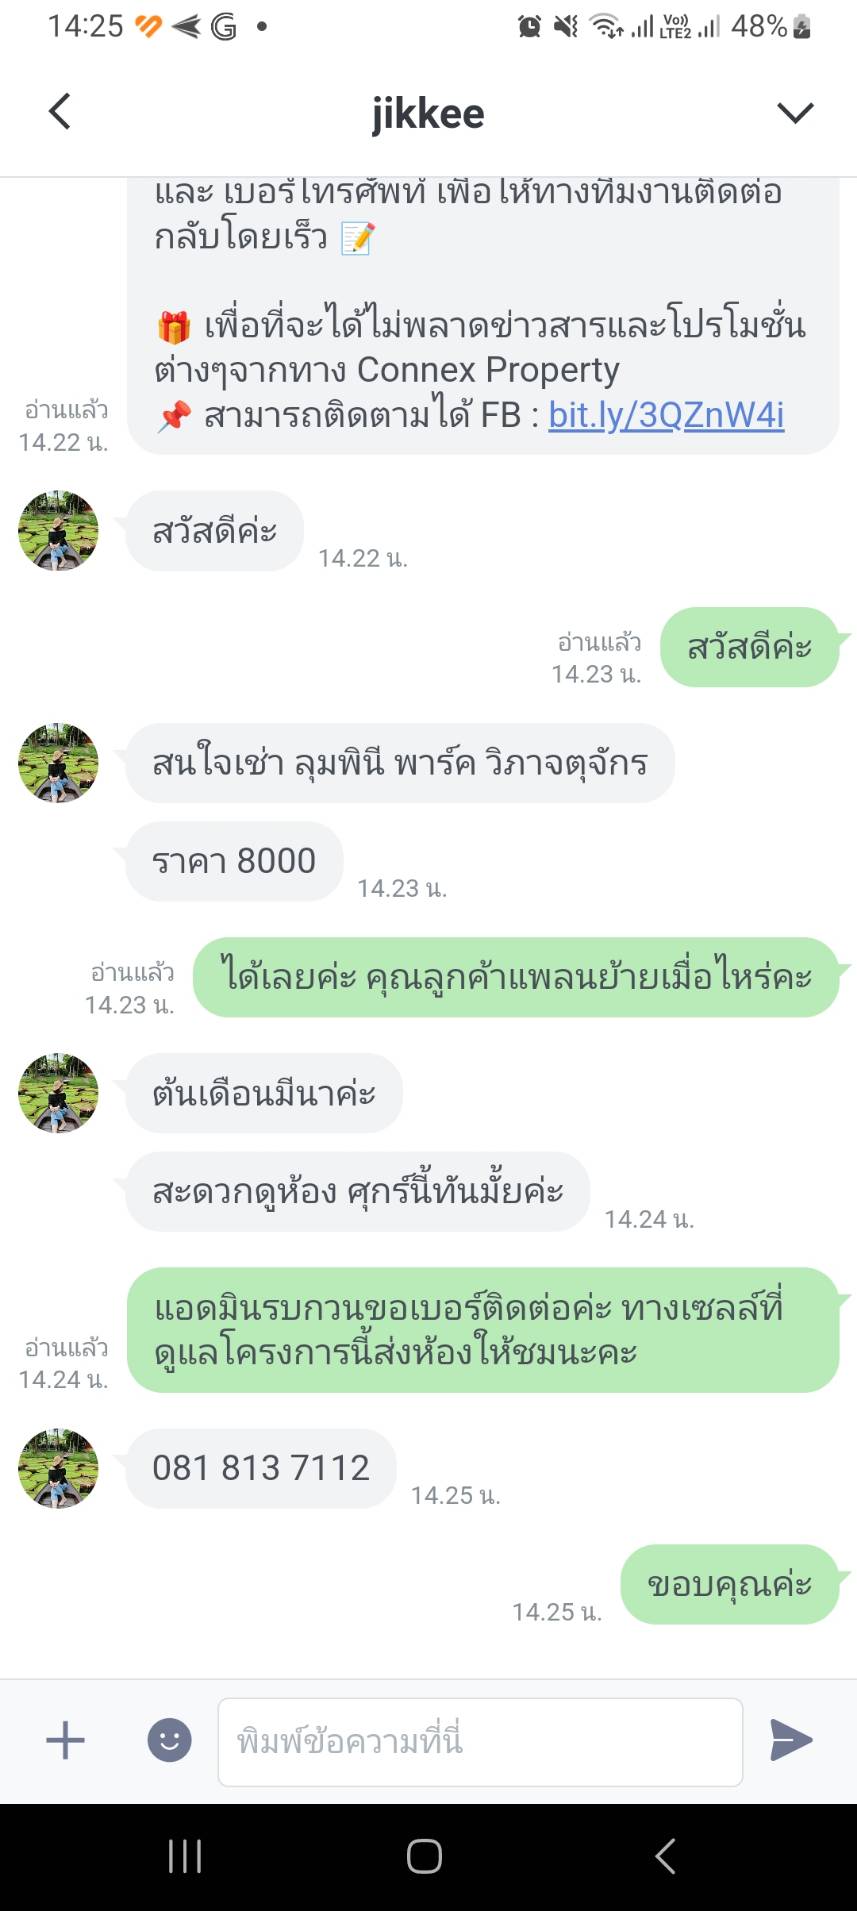 14:25
Vo))
LTE2
48%
jikkee
และ เบอร์โทรศัพท์ เพื่อให้ทางทีมงานติดต่อ
กลับโดยเร็ว 📝
🎁 เพื่อที่จะได้ไม่พลาดข่าวสารและโปรโมชั่น
ต่างๆจากทาง Connex Property
📌 สามารถติดตามได้ FB : bit.ly/3QZnW4i
อ่านแล้ว
14.22 น.
สวัสดีค่ะ
14.22 น.
สวัสดีค่ะ
อ่านแล้ว
14.23 น.
สนใจเช่า ลุมพินี พาร์ค วิภาจตุจักร
ราคา 8000
14.23 น.
ได้เลยค่ะ คุณลูกค้าแพลนย้ายเมื่อไหร่คะ
อ่านแล้ว
14.23 น.
ต้นเดือนมีนาค่ะ
สะดวกดูห้อง ศุกร์นี้ทันมั้ยค่ะ
14.24 น.
แอดมินรบกวนขอเบอร์ติดต่อค่ะ ทางเซลล์ที่
ดูแลโครงการนี้ส่งห้องให้ชมนะคะ
อ่านแล้ว
14.24 น.
081 813 7112
14.25 น.
ขอบคุณค่ะ
14.25 น.
พิมพ์ข้อความที่นี่